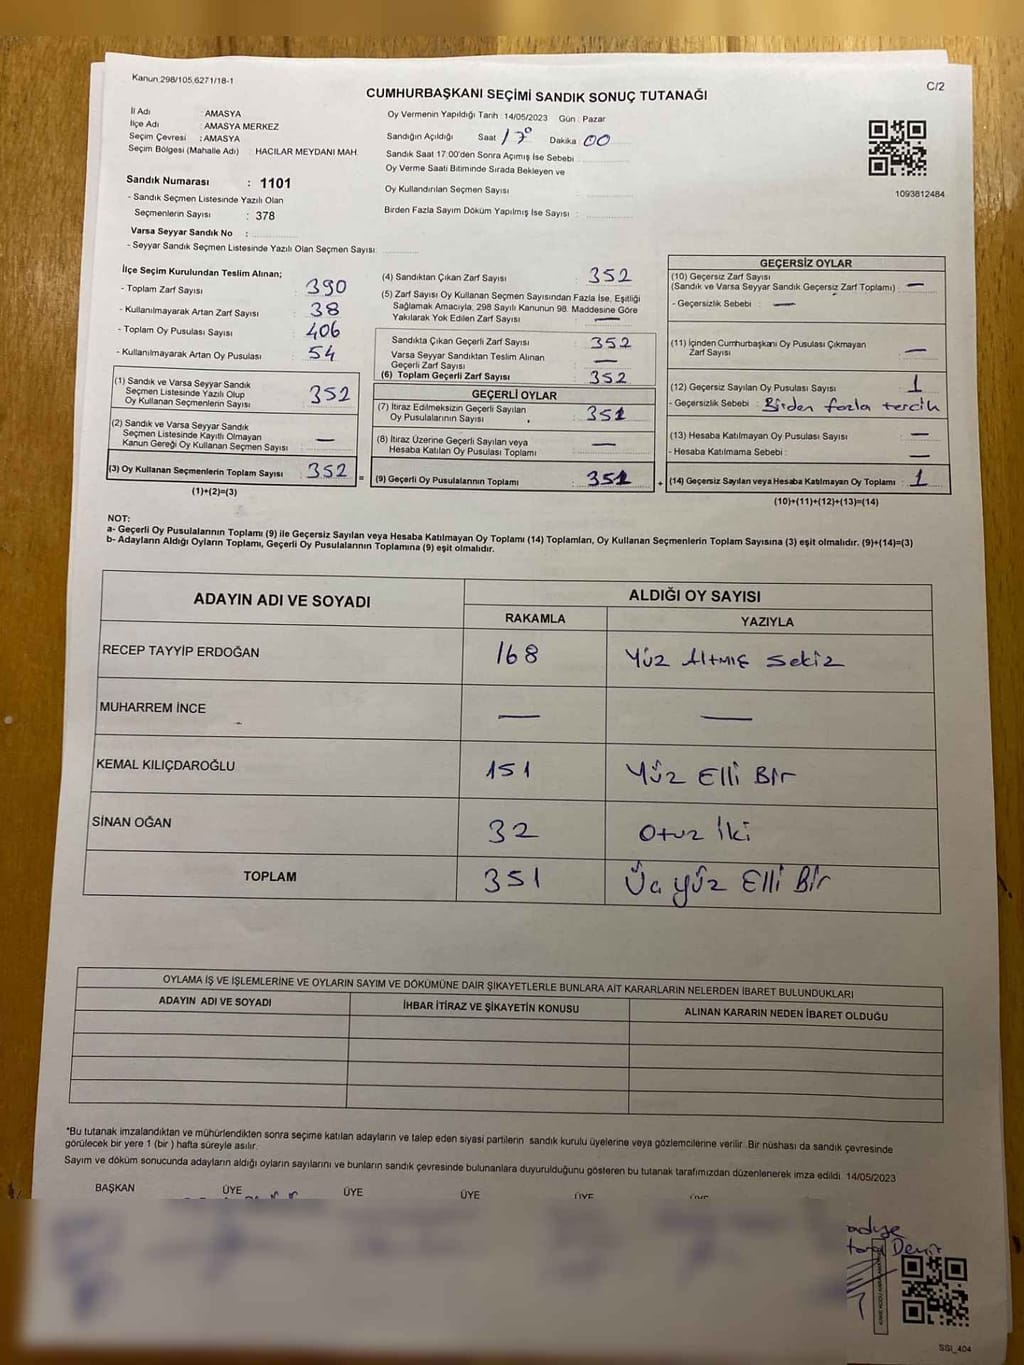 Kanun:298/105,6271/18-1
C/2
CUMHURBAŞKANI SEÇİMİ SANDIK SONUÇ TUTANAĞI
İl Adı : AMASYA
İlçe Adı : AMASYA MERKEZ
Seçim Çevresi : AMASYA
Seçim Bölgesi (Mahalle Adı) : HACILAR MEYDANI MAH.
Sandık Numarası : 1101
- Sandık Seçmen Listesinde Yazılı Olan
Seçmenlerin Sayısı : 378
Varsa Seyyar Sandık No :
- Seyyar Sandık Seçmen Listesinde Yazılı Olan Seçmen Sayısı:
Oy Vermenin Yapıldığı Tarih : 14/05/2023 Gün : Pazar
Sandığın Açıldığı Saat 17⁰ Dakika 00
Sandık Saat 17.00'den Sonra Açımış İse Sebebi
Oy Verme Saati Bitiminde Sırada Bekleyen ve
Oy Kullandırılan Seçmen Sayısı
Birden Fazla Sayım Döküm Yapılmış İse Sayısı :
1093812484
İlçe Seçim Kurulundan Teslim Alınan;
- Toplam Zarf Sayısı 390
- Kullanılmayarak Artan Zarf Sayısı 38
- Toplam Oy Pusulası Sayısı 406
- Kullanılmayarak Artan Oy Pusulası 54
(1) Sandık ve Varsa Seyyar Sandık
Seçmen Listesinde Yazılı Olup
Oy Kullanan Seçmenlerin Sayısı 352
(2) Sandık ve Varsa Seyyar Sandık
Seçmen Listesinde Kayıtlı Olmayan
Kanun Gereği Oy Kullanan Seçmen Sayısı —
(3) Oy Kullanan Seçmenlerin Toplam Sayısı 352 =
(1)+(2)=(3)
(4) Sandıktan Çıkan Zarf Sayısı 352
(5) Zarf Sayısı Oy Kullanan Seçmen Sayısından Fazla İse, Eşitliği
Sağlamak Amacıyla; 298 Sayılı Kanunun 98. Maddesine Göre
Yakılarak Yok Edilen Zarf Sayısı —
Sandıkta Çıkan Geçerli Zarf Sayısı 352
Varsa Seyyar Sandıktan Teslim Alınan
Geçerli Zarf Sayısı —
(6) Toplam Geçerli Zarf Sayısı 352
GEÇERLİ OYLAR
(7) İtiraz Edilmeksizin Geçerli Sayılan
Oy Pusulalarının Sayısı 351
(8) İtiraz Üzerine Geçerli Sayılan veya
Hesaba Katılan Oy Pusulası Toplamı —
(9) Geçerli Oy Pusulalarının Toplamı 351 +
GEÇERSİZ OYLAR
(10) Geçersiz Zarf Sayısı
(Sandık ve Varsa Seyyar Sandık Geçersiz Zarf Toplamı) : —
- Geçersizlik Sebebi : —
(11) İçinden Cumhurbaşkanı Oy Pusulası Çıkmayan
Zarf Sayısı —
(12) Geçersiz Sayılan Oy Pusulası Sayısı 1
- Geçersizlik Sebebi : Birden fazla tercih
(13) Hesaba Katılmayan Oy Pusulası Sayısı —
- Hesaba Katılmama Sebebi : —
(14) Geçersiz Sayılan veya Hesaba Katılmayan Oy Toplamı : 1
(10)+(11)+(12)+(13)=(14)
NOT:
a- Geçerli Oy Pusulalarının Toplamı (9) ile Geçersiz Sayılan veya Hesaba Katılmayan Oy Toplamı (14) Toplamları, Oy Kullanan Seçmenlerin Toplam Sayısına (3) eşit olmalıdır. (9)+(14)=(3)
b- Adayların Aldığı Oyların Toplamı, Geçerli Oy Pusulalarının Toplamına (9) eşit olmalıdır.
ADAYIN ADI VE SOYADI
ALDIĞI OY SAYISI
RAKAMLA YAZIYLA
RECEP TAYYİP ERDOĞAN 168 Yüz Altmış Sekiz
MUHARREM İNCE — —
KEMAL KILIÇDAROĞLU 151 Yüz Elli Bir
SİNAN OĞAN 32 Otuz İki
TOPLAM 351 Üç yüz Elli Bir
OYLAMA İŞ VE İŞLEMLERİNE VE OYLARIN SAYIM VE DÖKÜMÜNE DAİR ŞİKAYETLERLE BUNLARA AİT KARARLARIN NELERDEN İBARET BULUNDUKLARI
ADAYIN ADI VE SOYADI İHBAR İTİRAZ VE ŞİKAYETİN KONUSU ALINAN KARARIN NEDEN İBARET OLDUĞU
*Bu tutanak imzalandıktan ve mühürlendikten sonra seçime katılan adayların ve talep eden siyasi partilerin sandık kurulu üyelerine veya gözlemcilerine verilir. Bir nüshası da sandık çevresinde
görülecek bir yere 1 (bir ) hafta süreyle asılır.
Sayım ve döküm sonucunda adayların aldığı oyların sayılarını ve bunların sandık çevresinde bulunanlara duyurulduğunu gösteren bu tutanak tarafımızdan düzenlenerek imza edildi. 14/05/2023
BAŞKAN ÜYE ÜYE ÜYE ÜYE ÜYE
SSI_404